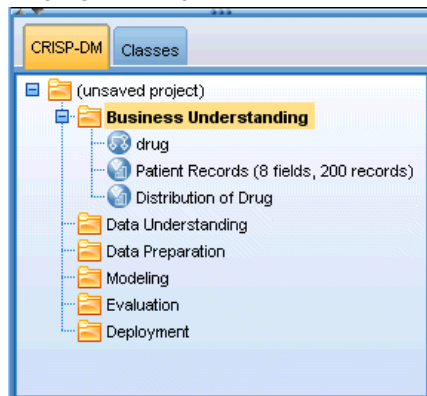 CRISP-DM Classes
(unsaved project)
Business Understanding
drug
Patient Records (8 fields, 200 records)
Distribution of Drug
Data Understanding
Data Preparation
Modeling
Evaluation
Deployment